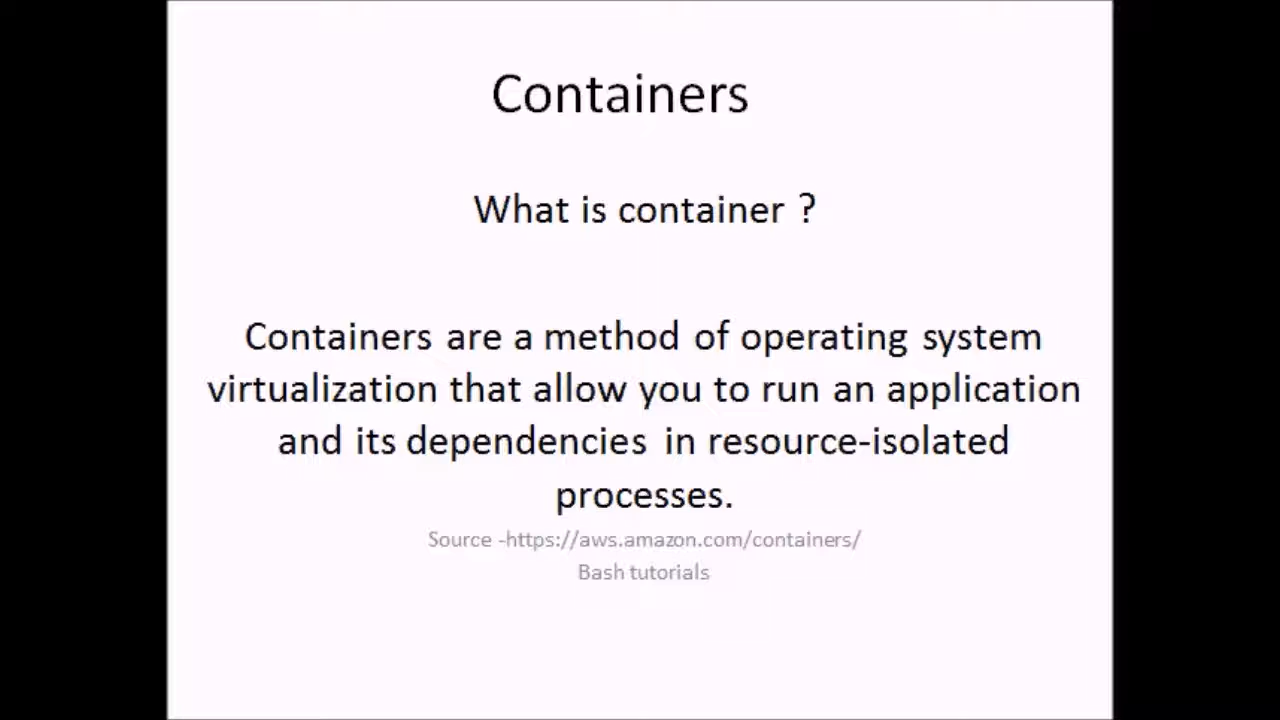 Containers
What is container ?
Containers are a method of operating system
virtualization that allow you to run an application
and its dependencies in resource-isolated
processes.
Source -https://aws.amazon.com/containers/
Bash tutorials